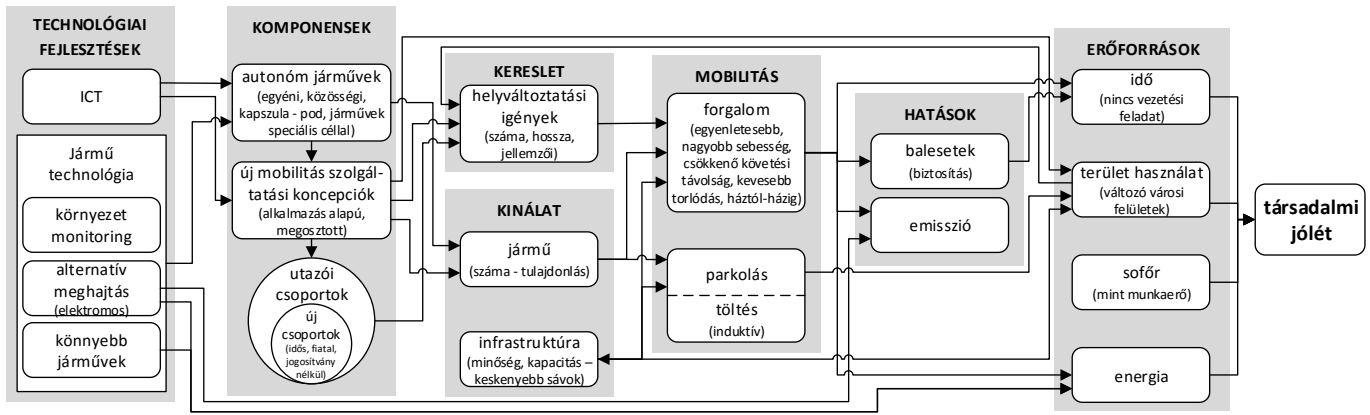 TECHNOLÓGIAI
FEJLESZTÉSEK
ICT
Jármű
technológia
környezet
monitoring
alternatív
meghajtás
(elektromos)
könnyebb
járművek
KOMPONENSEK
autonóm járművek
(egyéni, közösségi,
kapszula - pod, járművek
speciális céllal)
új mobilitás szolgál-
tatási koncepciók
(alkalmazás alapú,
megosztott)
utazói
csoportok
új
csoportok
(idős, fiatal,
jogosítvány
nélkül)
KERESLET
helyváltoztatási
igények
(száma, hossza,
jellemzői)
KINÁLAT
jármű
(száma - tulajdonlás)
infrastruktúra
(minőség, kapacitás –
keskenyebb sávok)
MOBILITÁS
forgalom
(egyenletesebb,
nagyobb sebesség,
csökkenő követési
távolság, kevesebb
torlódás, háztól-házig)
parkolás
töltés
(induktív)
HATÁSOK
balesetek
(biztosítás)
emisszió
ERŐFORRÁSOK
idő
(nincs vezetési
feladat)
terület használat
(változó városi
felületek)
sofőr
(mint munkaerő)
energia
társadalmi
jólét